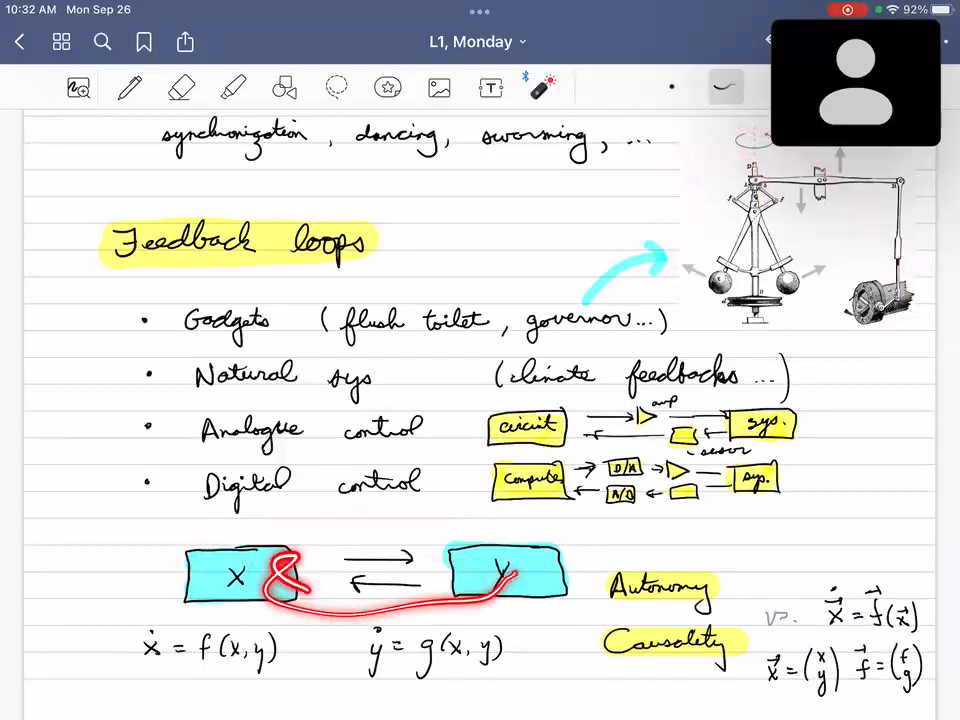 10:32 AM Mon Sep 26
92%
L1, Monday
synchronization, dancing, swarming, ...
Feedback loops
• Gadgets (flush toilet, governor...)
• Natural sys (climate feedbacks ...)
• Analogue control circuit amp sys. sensor
• Digital control computer D/A A/D sys.
X Y
ẋ = f(x, y) ẏ = g(x, y)
Autonomy
Causality
vs. ẋ⃗ = f⃗(x⃗)
x⃗ = (x y) f⃗ = (f g)